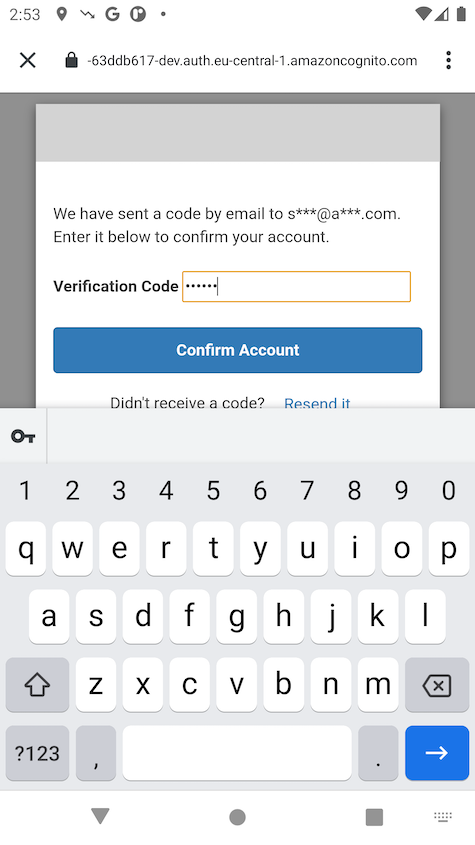 2:53
-63ddb617-dev.auth.eu-central-1.amazoncognito.com
We have sent a code by email to s***@a***.com.
Enter it below to confirm your account.
Verification Code ••••••
Confirm Account
Didn't receive a code? Resend it
1 2 3 4 5 6 7 8 9 0
q w e r t y u i o p
a s d f g h j k l
z x c v b n m
?123 , .